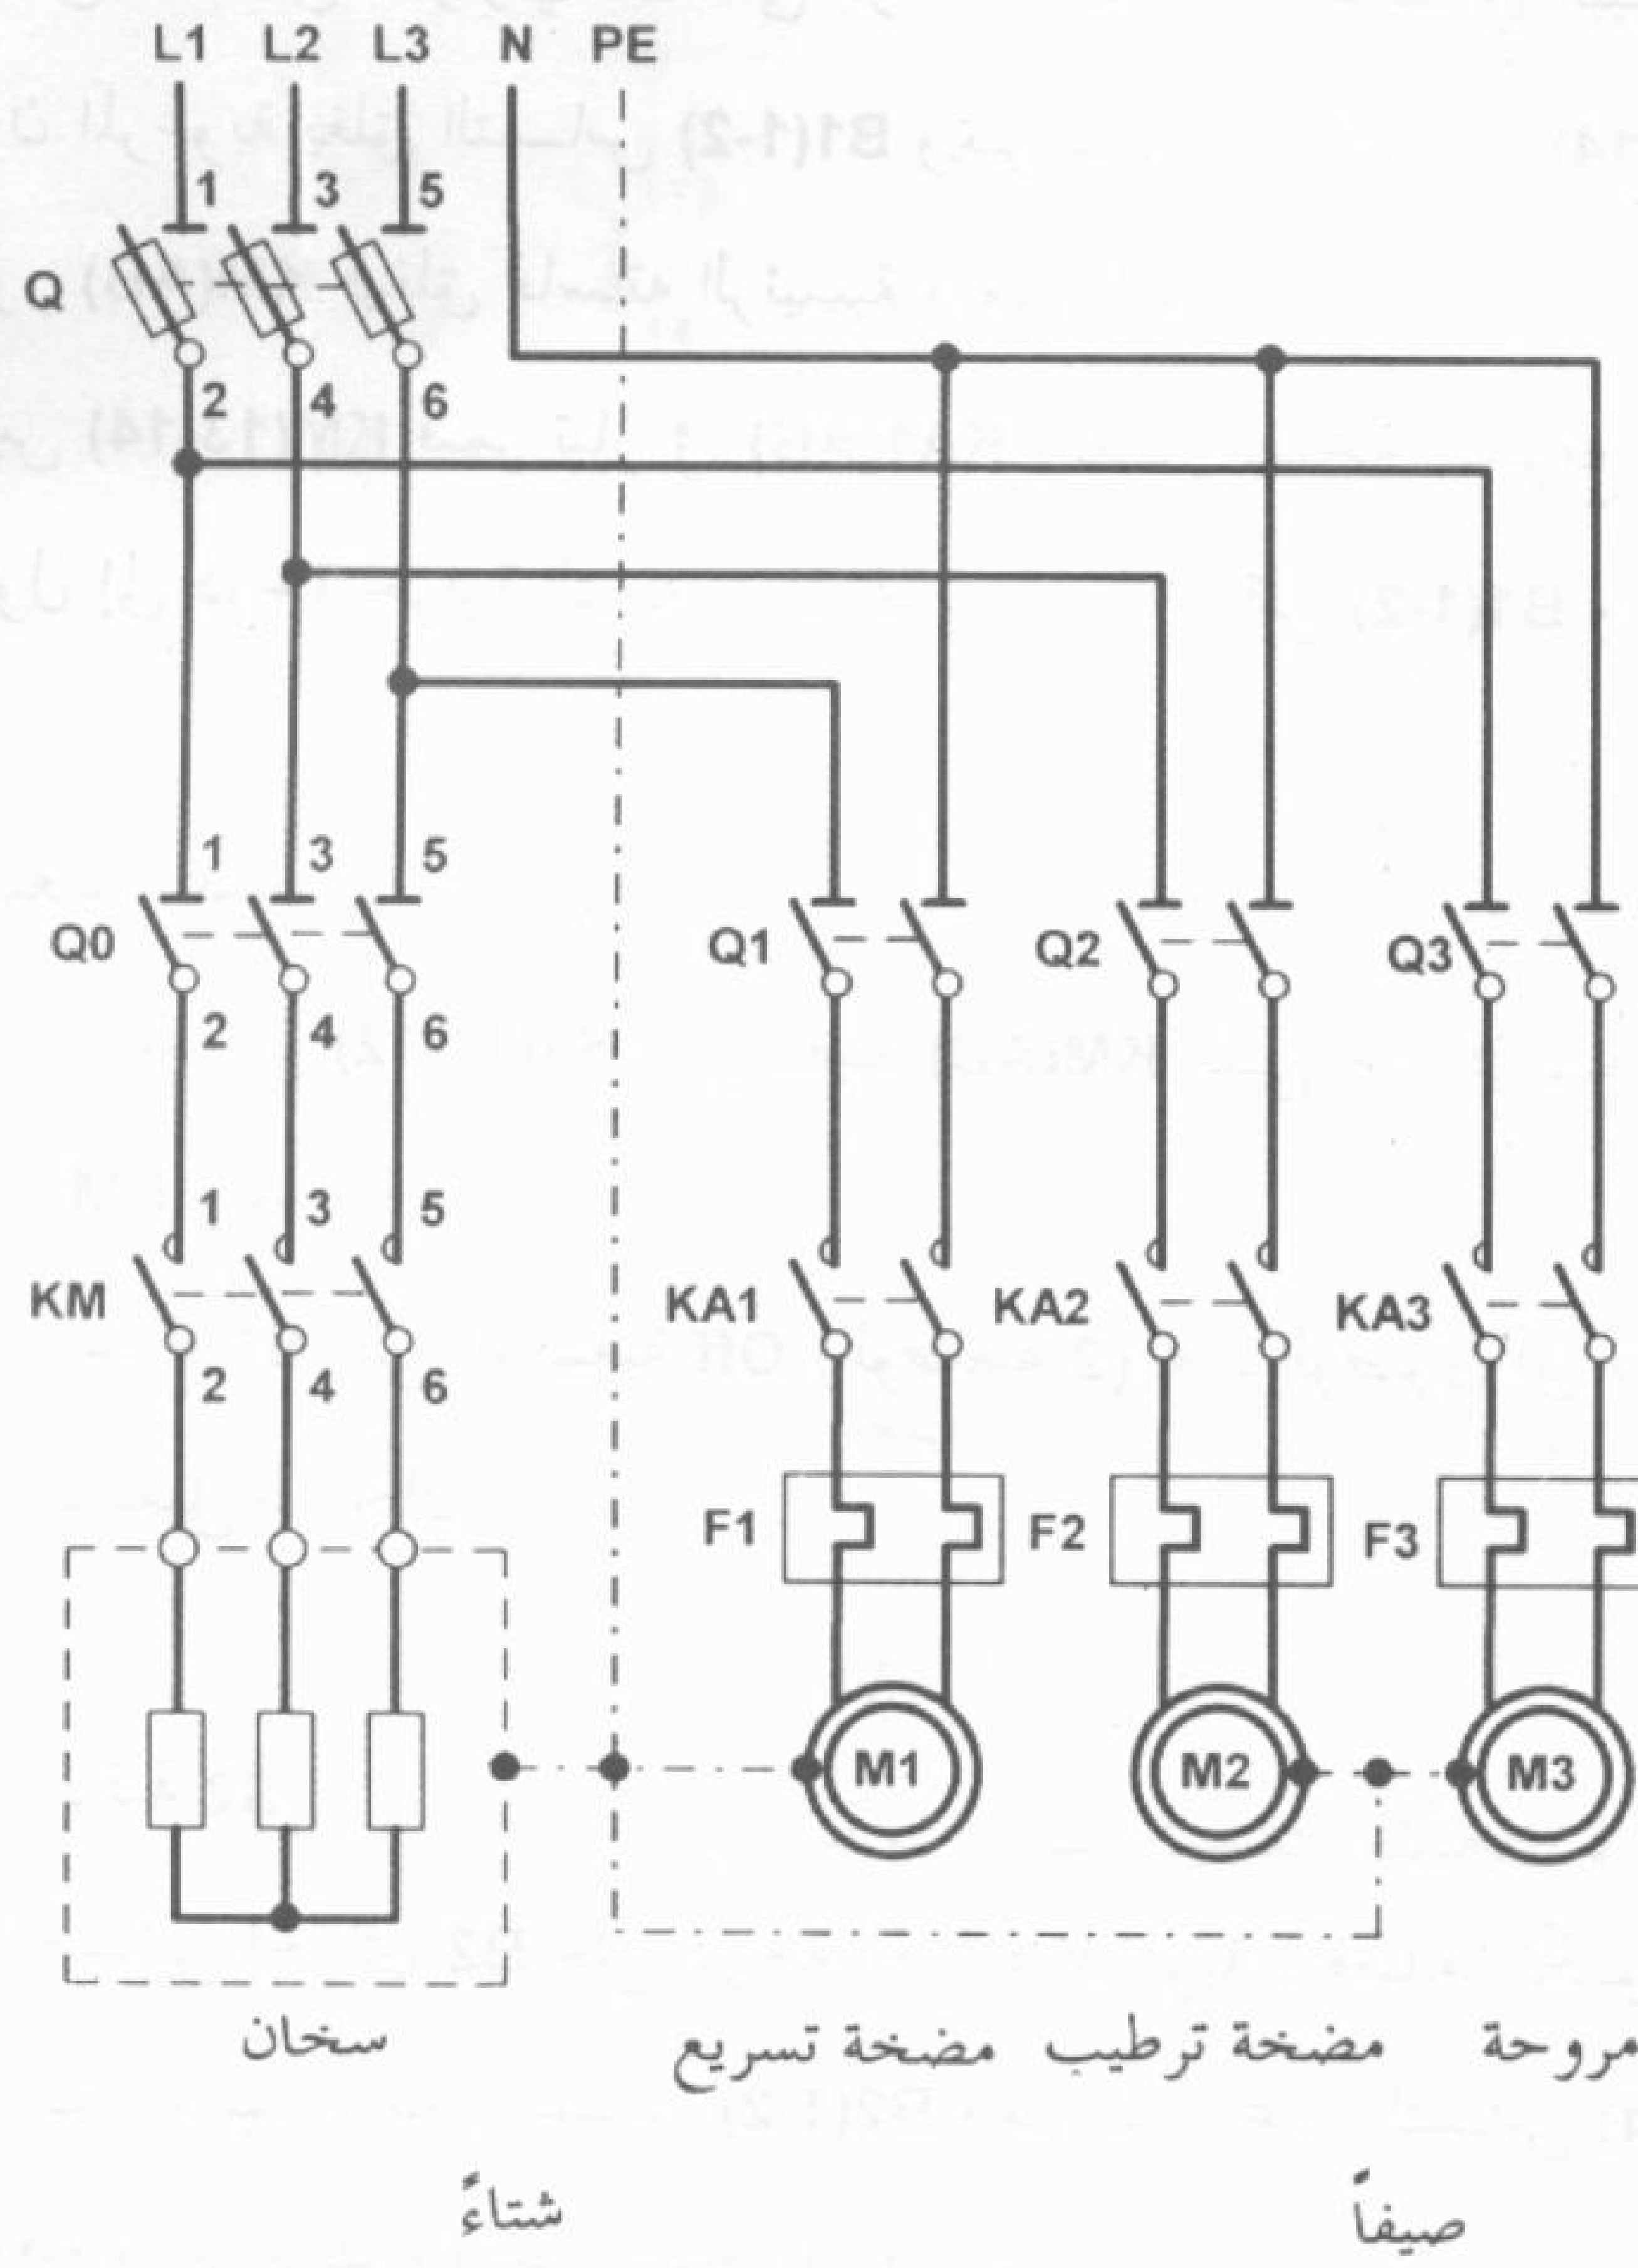 L1 L2 L3 N PE
1 3 5
Q
2 4 6
1 3 5
Q0 Q1 Q2 Q3
2 4 6
1 3 5
KM KA1 KA2 KA3
2 4 6
F1 F2 F3
M1 M2 M3
سخان
مضخة تسريع
مضخة ترطيب
مروحة
شتاءً
صيفاً